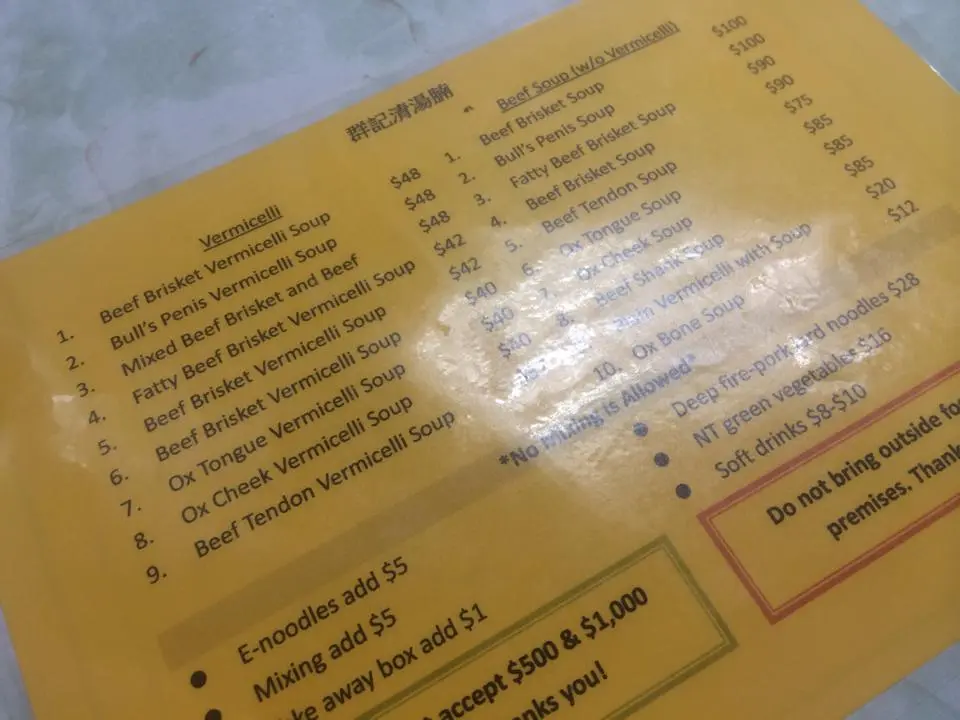 群記清湯腩
Vermicelli
1. Beef Brisket Vermicelli Soup
2. Bull's Penis Vermicelli Soup
3. Mixed Beef Brisket and Beef
4. Fatty Beef Brisket Vermicelli Soup
5. Beef Brisket Vermicelli Soup
6. Beef Brisket Vermicelli Soup
7. Ox Tongue Vermicelli Soup
8. Ox Cheek Vermicelli Soup
9. Beef Tendon Vermicelli Soup
$48
$48
$48
$42
$42
$40
$40
$40
Beef Soup (w/o Vermicelli)
1. Beef Brisket Soup $100
2. Bull's Penis Soup $100
3. Fatty Beef Brisket Soup $90
4. Beef Brisket Soup $90
5. Beef Tendon Soup $75
6. Ox Tongue Soup $85
7. Ox Cheek Soup $85
8. Beef Shank Soup $85
Vermicelli with Soup $20
10. Ox Bone Soup $12
*No Mixing is Allowed*
• E-noodles add $5
• Mixing add $5
away box add $1
• Deep fire-pork lard noodles $28
• NT green vegetables $16
• Soft drinks $8-$10
accept $500 & $1,000
you!
Do not bring outside
premises.